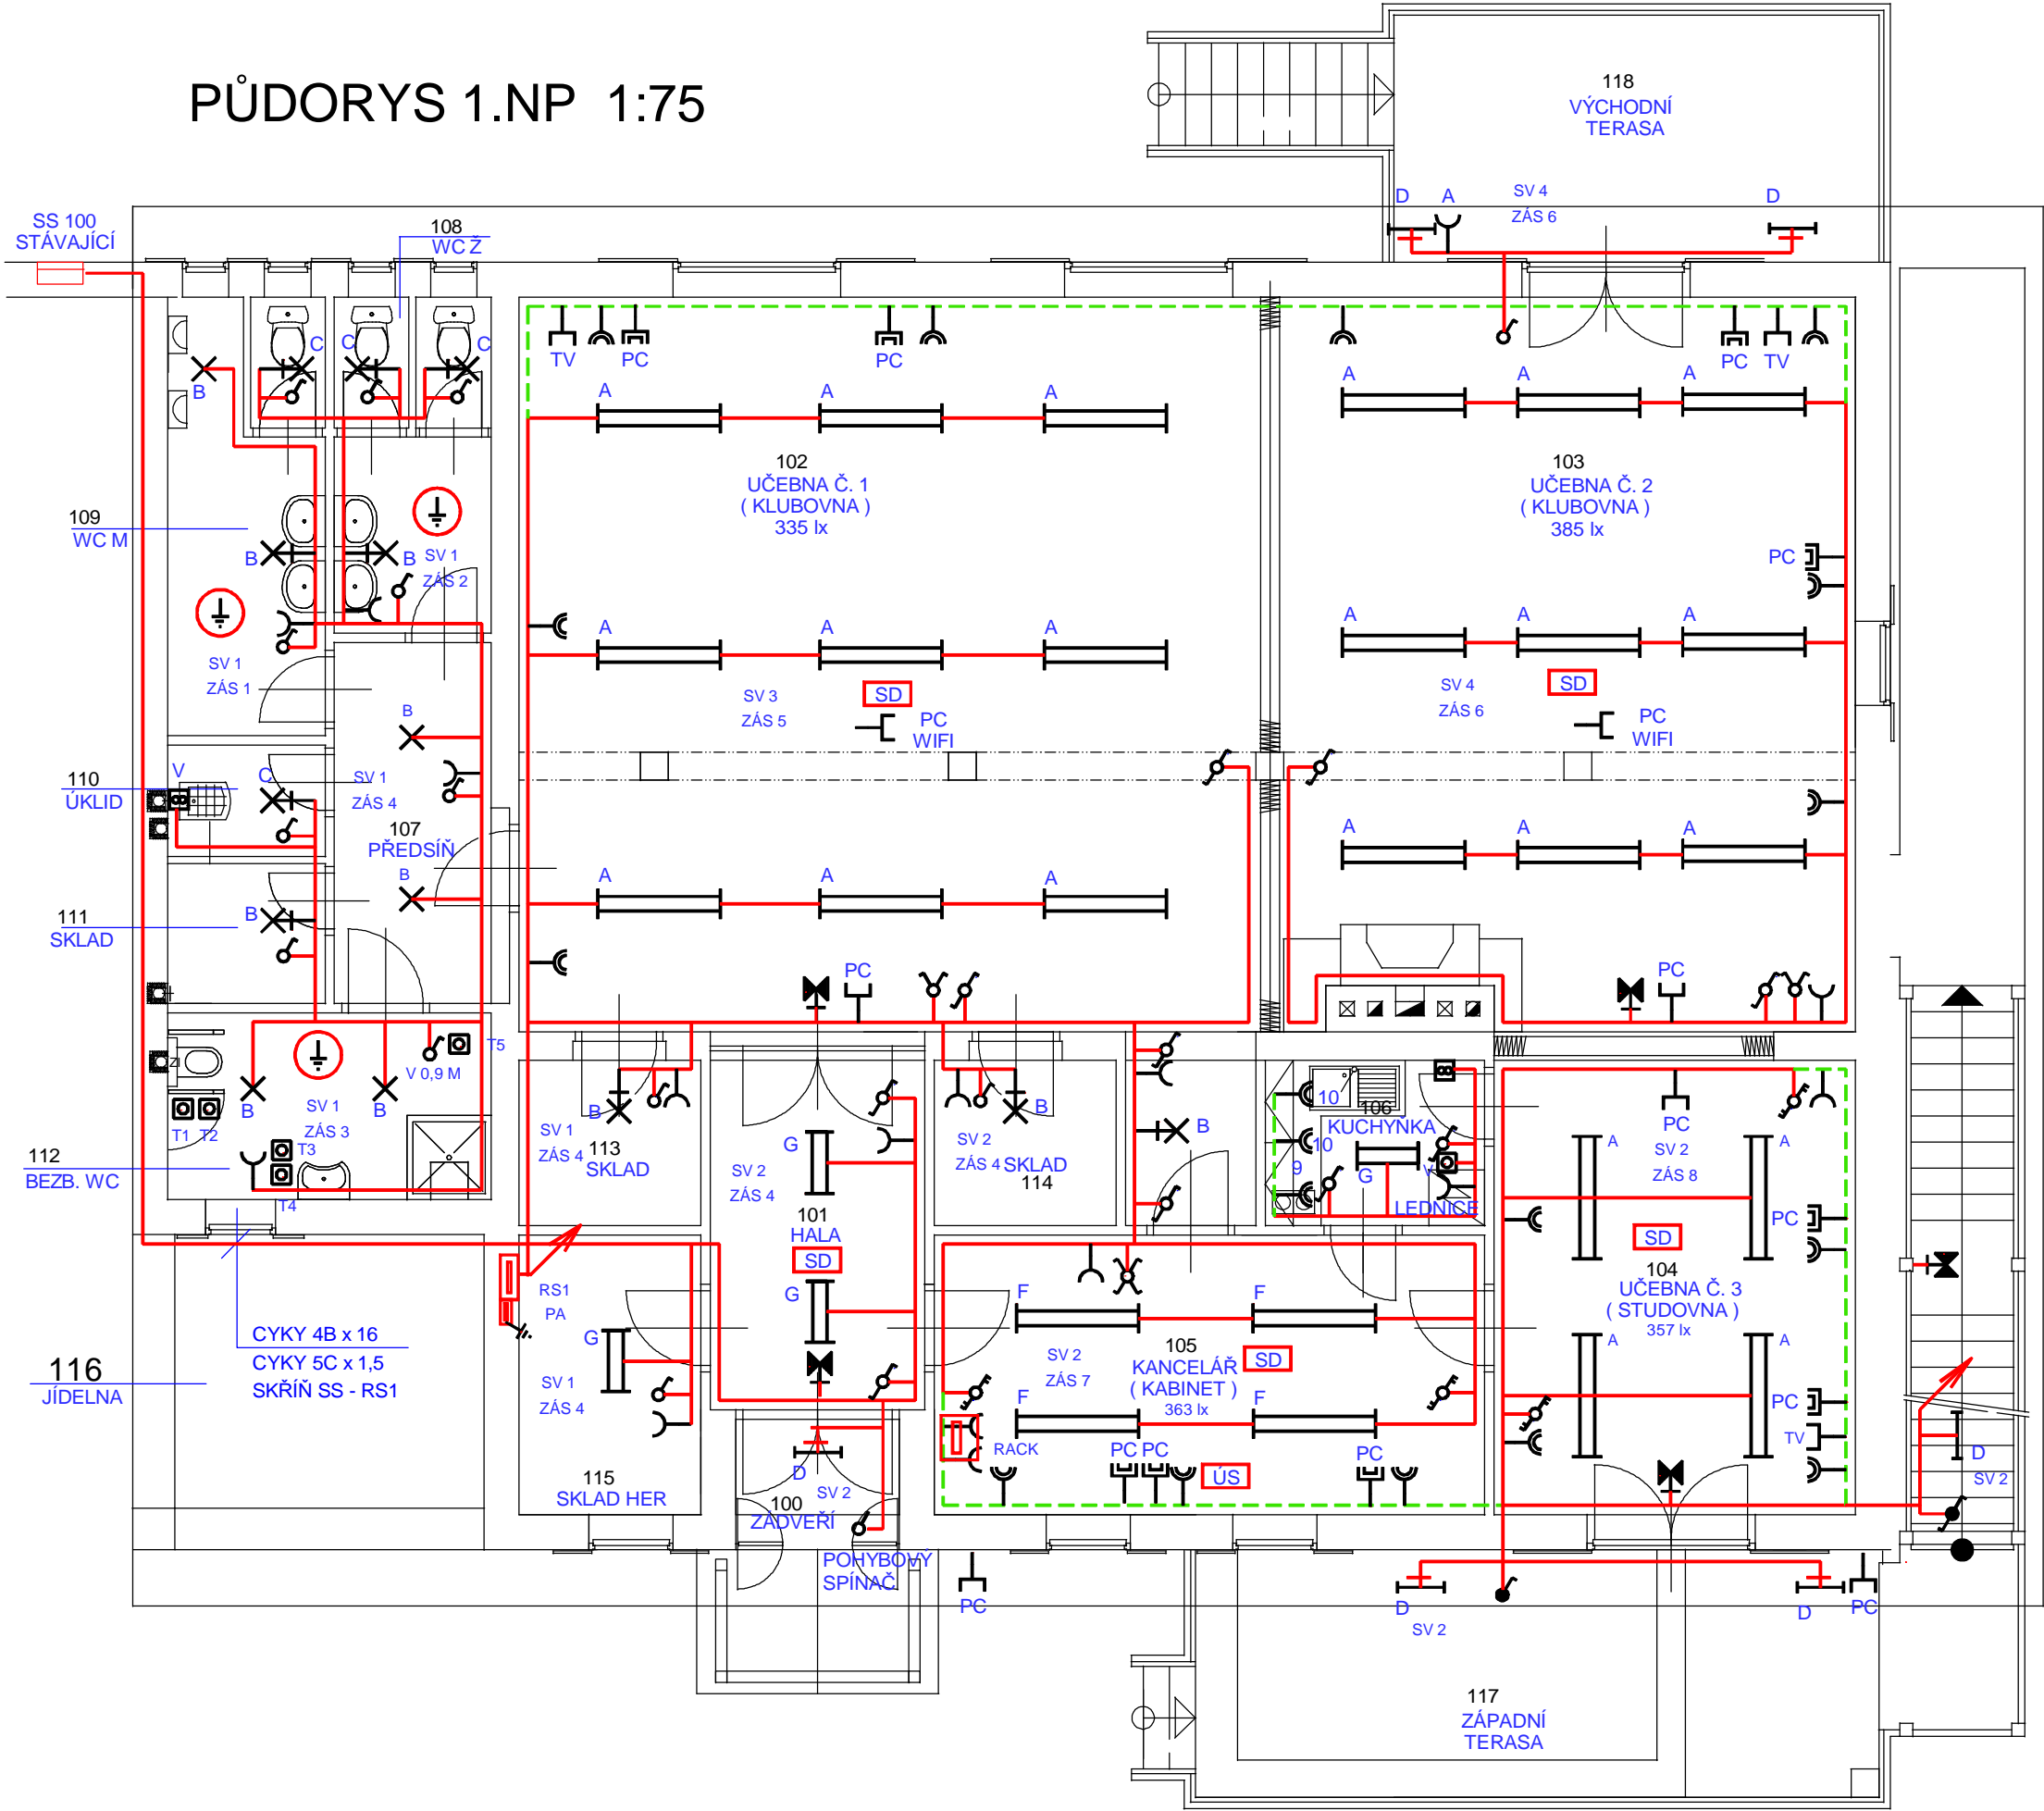 PŮDORYS 1.NP 1:75
118
VÝCHODNÍ
TERASA
D
A
SV 4
ZÁS 6
D
SS 100
STÁVAJÍCÍ
108
WC Ž
C
C
C
B
TV
PC
PC
PC
TV
A
A
A
A
A
A
102
UČEBNA Č. 1
( KLUBOVNA )
335 lx
103
UČEBNA Č. 2
( KLUBOVNA )
385 lx
109
WC M
B
B
SV 1
ZÁS 2
PC
A
A
A
A
A
A
SV 1
ZÁS 1
SV 3
ZÁS 5
SD
PC
WIFI
SV 4
ZÁS 6
SD
PC
WIFI
B
110
ÚKLID
V
C
SV 1
ZÁS 4
107
PŘEDSÍŇ
B
A
A
A
A
A
A
111
SKLAD
B
PC
PC
T5
V 0,9 M
B
B
SV 1
ZÁS 3
T1
T2
T3
T4
112
BEZB. WC
B
SV 1
ZÁS 4
113
SKLAD
G
SV 2
ZÁS 4
101
HALA
SD
G
B
SV 2
ZÁS 4
SKLAD
114
B
10
10
9
106
KUCHYŇKA
G
V
LEDNICE
PC
SV 2
ZÁS 8
A
A
PC
SD
104
UČEBNA Č. 3
( STUDOVNA )
357 lx
A
A
PC
TV
RS1
PA
G
SV 1
ZÁS 4
115
SKLAD HER
CYKY 4B x 16
CYKY 5C x 1,5
SKŘÍŇ SS - RS1
116
JÍDELNA
F
F
SV 2
ZÁS 7
105
KANCELÁŘ
( KABINET )
363 lx
SD
F
F
RACK
PC
PC
ÚS
PC
D
SV 2
100
ZÁDVEŘÍ
POHYBOVÝ
SPÍNAČ
PC
D
SV 2
D
SV 2
D
PC
117
ZÁPADNÍ
TERASA